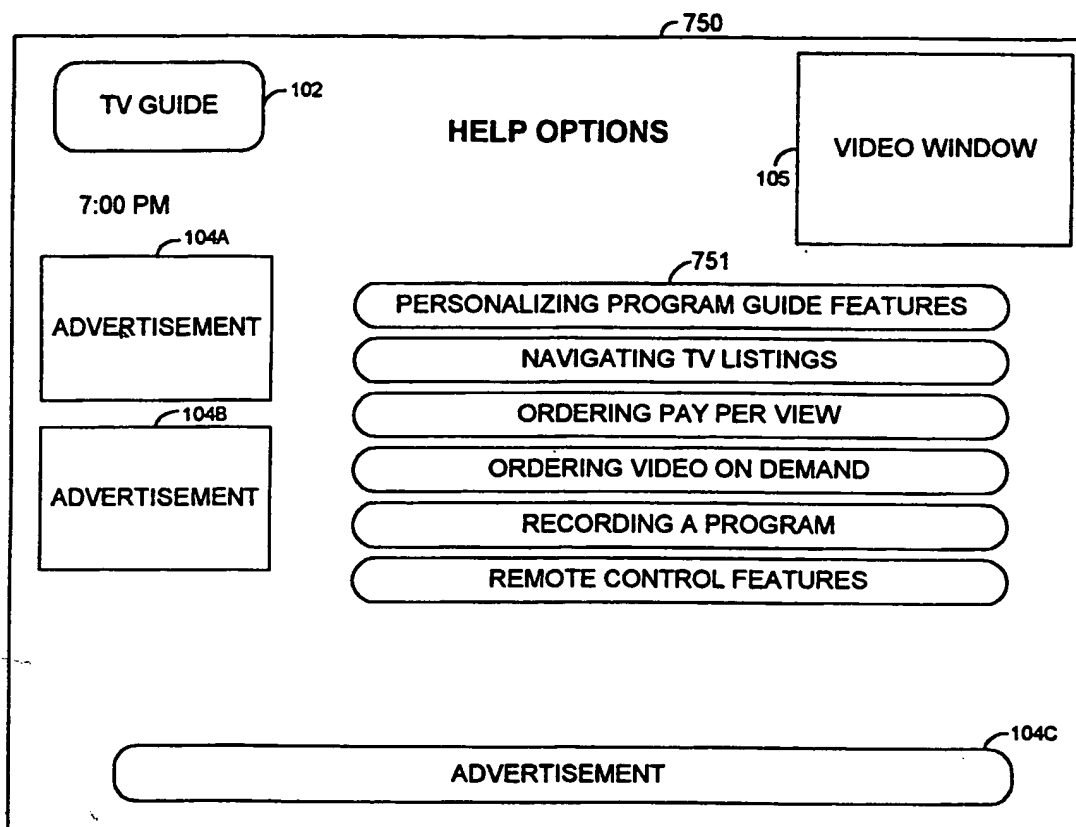 750
TV GUIDE
102
HELP OPTIONS
VIDEO WINDOW
105
7:00 PM
104A
ADVERTISEMENT
104B
ADVERTISEMENT
751
PERSONALIZING PROGRAM GUIDE FEATURES
NAVIGATING TV LISTINGS
ORDERING PAY PER VIEW
ORDERING VIDEO ON DEMAND
RECORDING A PROGRAM
REMOTE CONTROL FEATURES
104C
ADVERTISEMENT